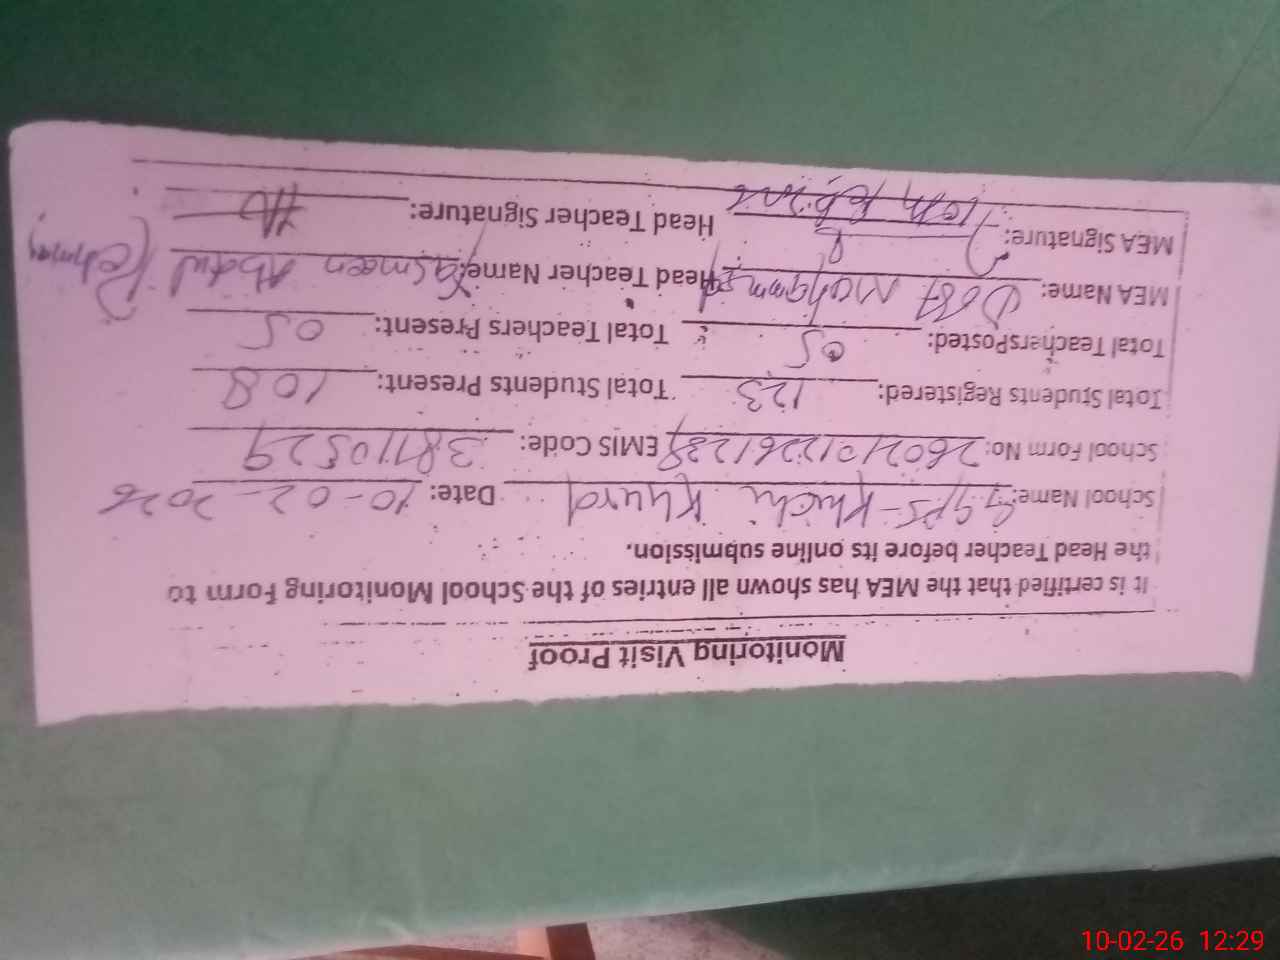 Monitoring Visit Proof
It is certified that the MEA has shown all entries of the School Monitoring Form to
the Head Teacher before its online submission.
School Name: GGPS-Khichi Khurd Date: 10-02-2026
School Form No: EMIS Code: 38110529
Total Students Registered: 123 Total Students Present: 108
Total TeachersPosted: 05 Total Teachers Present: 05
MEA Name: Dost Mohammad Head Teacher Name: Yasmeen Abdul Rehman
MEA Signature: Head Teacher Signature:
10-02-26 12:29